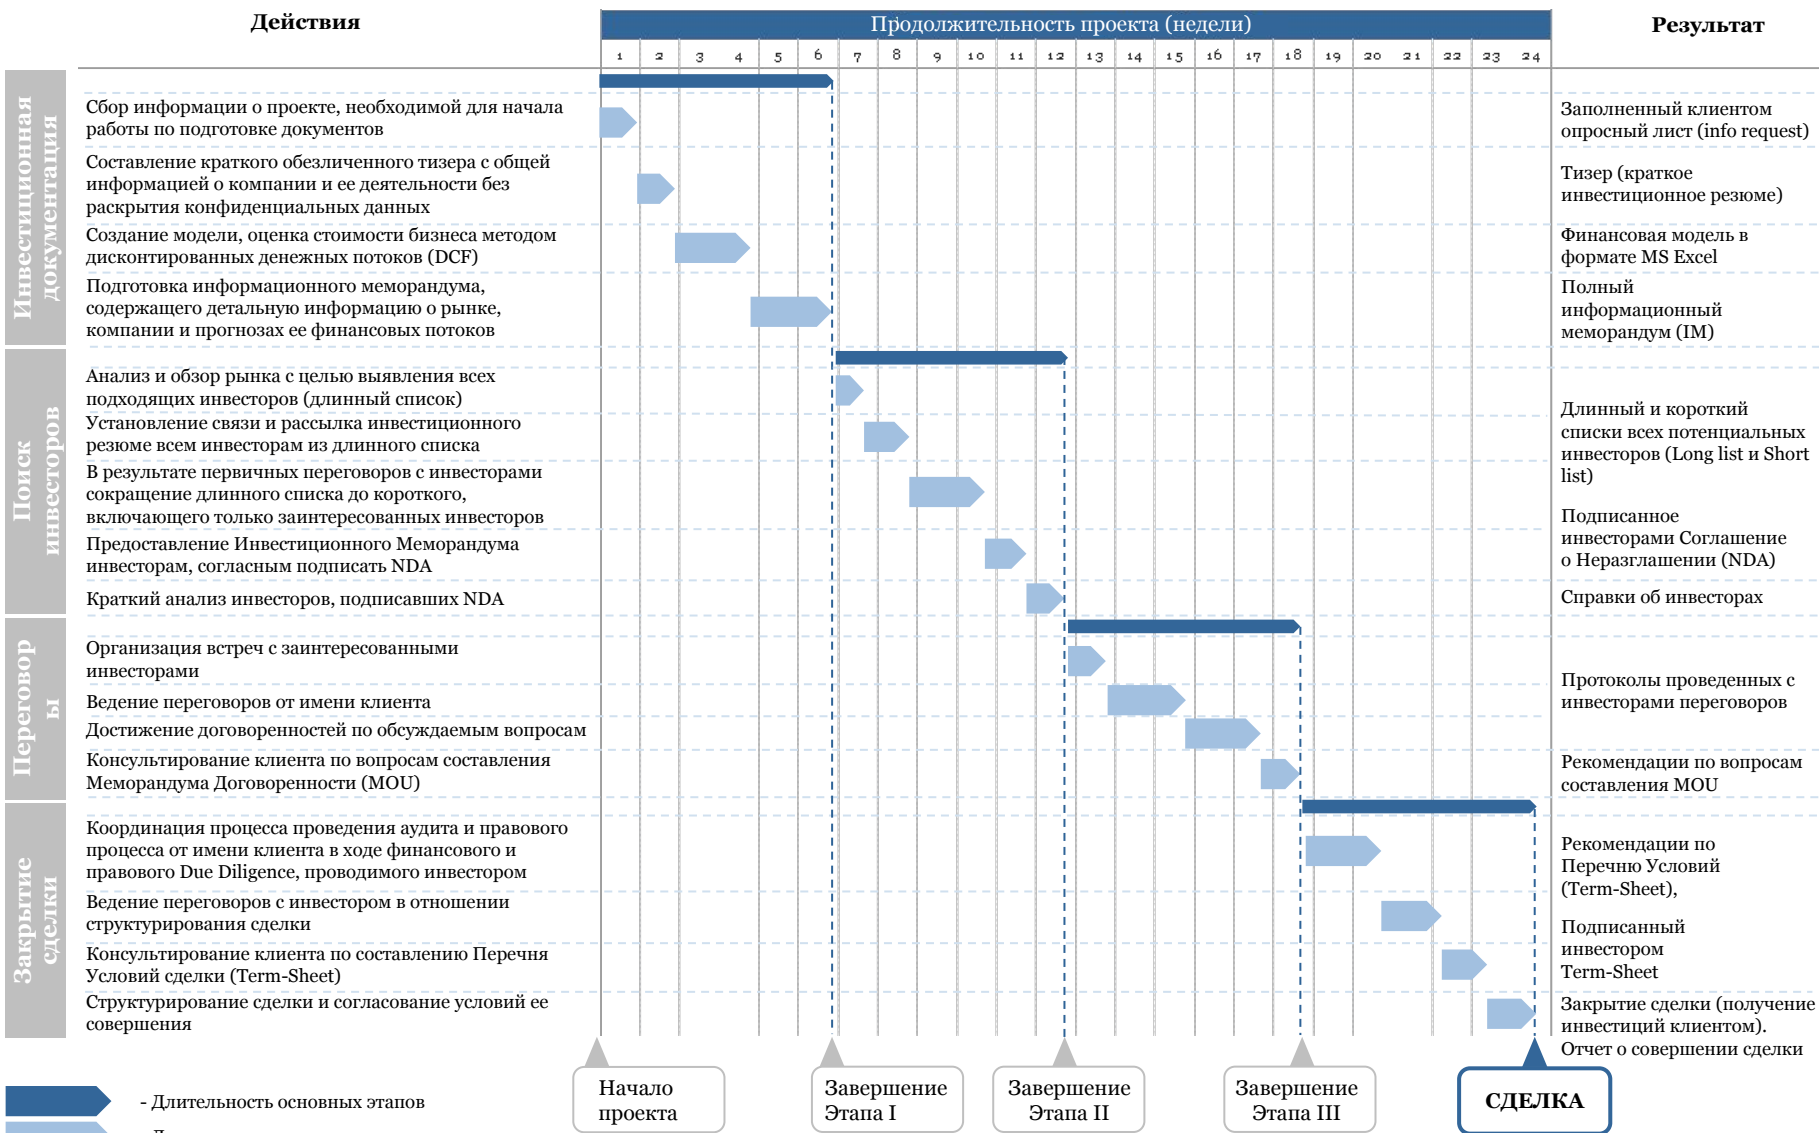 Действия
Продолжительность проекта (недели)
Результат
1 2 3 4 5 6 7 8 9 10 11 12 13 14 15 16 17 18 19 20 21 22 23 24
Инвестиционная
документация
Сбор информации о проекте, необходимой для начала
работы по подготовке документов
Заполненный клиентом
опросный лист (info request)
Составление краткого обезличенного тизера с общей
информацией о компании и ее деятельности без
раскрытия конфиденциальных данных
Тизер (краткое
инвестиционное резюме)
Создание модели, оценка стоимости бизнеса методом
дисконтированных денежных потоков (DCF)
Финансовая модель в
формате MS Excel
Подготовка информационного меморандума,
содержащего детальную информацию о рынке,
компании и прогнозах ее финансовых потоков
Полный
информационный
меморандум (IM)
Поиск
инвесторов
Анализ и обзор рынка с целью выявления всех
подходящих инвесторов (длинный список)
Установление связи и рассылка инвестиционного
резюме всем инвесторам из длинного списка
В результате первичных переговоров с инвесторами
сокращение длинного списка до короткого,
включающего только заинтересованных инвесторов
Длинный и короткий
списки всех потенциальных
инвесторов (Long list и Short
list)
Предоставление Инвестиционного Меморандума
инвесторам, согласным подписать NDA
Подписанное
инвесторами Соглашение
о Неразглашении (NDA)
Краткий анализ инвесторов, подписавших NDA
Справки об инвесторах
Переговор
ы
Организация встреч с заинтересованными
инвесторами
Ведение переговоров от имени клиента
Достижение договоренностей по обсуждаемым вопросам
Протоколы проведенных с
инвесторами переговоров
Консультирование клиента по вопросам составления
Меморандума Договоренности (MOU)
Рекомендации по вопросам
составления MOU
Закрытие
сделки
Координация процесса проведения аудита и правового
процесса от имени клиента в ходе финансового и
правового Due Diligence, проводимого инвестором
Рекомендации по
Перечню Условий
(Term-Sheet),
Ведение переговоров с инвестором в отношении
структурирования сделки
Консультирование клиента по составлению Перечня
Условий сделки (Term-Sheet)
Подписанный
инвестором
Term-Sheet
Структурирование сделки и согласование условий ее
совершения
Закрытие сделки (получение
инвестиций клиентом).
Отчет о совершении сделки
Начало
проекта
Завершение
Этапа I
Завершение
Этапа II
Завершение
Этапа III
СДЕЛКА
- Длительность основных этапов